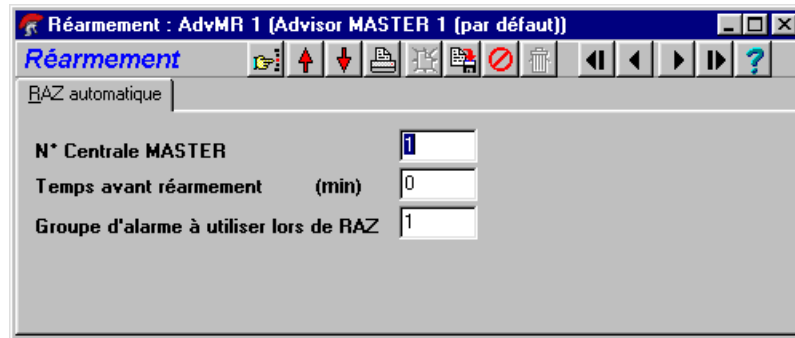 Réarmement : AdvMR 1 (Advisor MASTER 1 (par défaut))
Réarmement
RAZ automatique
N° Centrale MASTER 1
Temps avant réarmement (min) 0
Groupe d'alarme à utiliser lors de RAZ 1